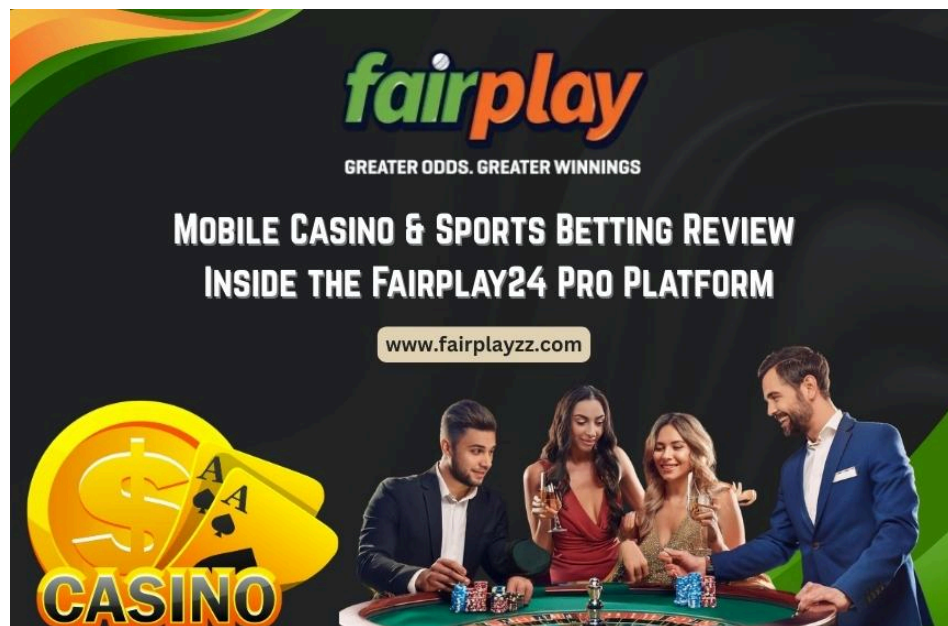 fairplay
GREATER ODDS. GREATER WINNINGS
MOBILE CASINO & SPORTS BETTING REVIEW
INSIDE THE FAIRPLAY24 PRO PLATFORM
www.fairplayzz.com
A
A
CASINO